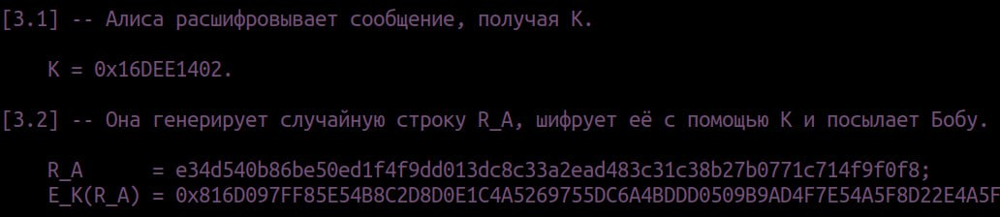 [3.1] -- Алиса расшифровывает сообщение, получая K.
K = 0x16DEE1402.
[3.2] -- Она генерирует случайную строку R_A, шифрует её с помощью K и посылает Бобу.
R_A = e34d540b86be50ed1f4f9dd013dc8c33a2ead483c31c38b27b0771c714f9f0f8;
E_K(R_A) = 0x816D097FF85E54B8C2D8D0E1C4A5269755DC6A4BDDD0509B9AD4F7E54A5F8D22E4A5F